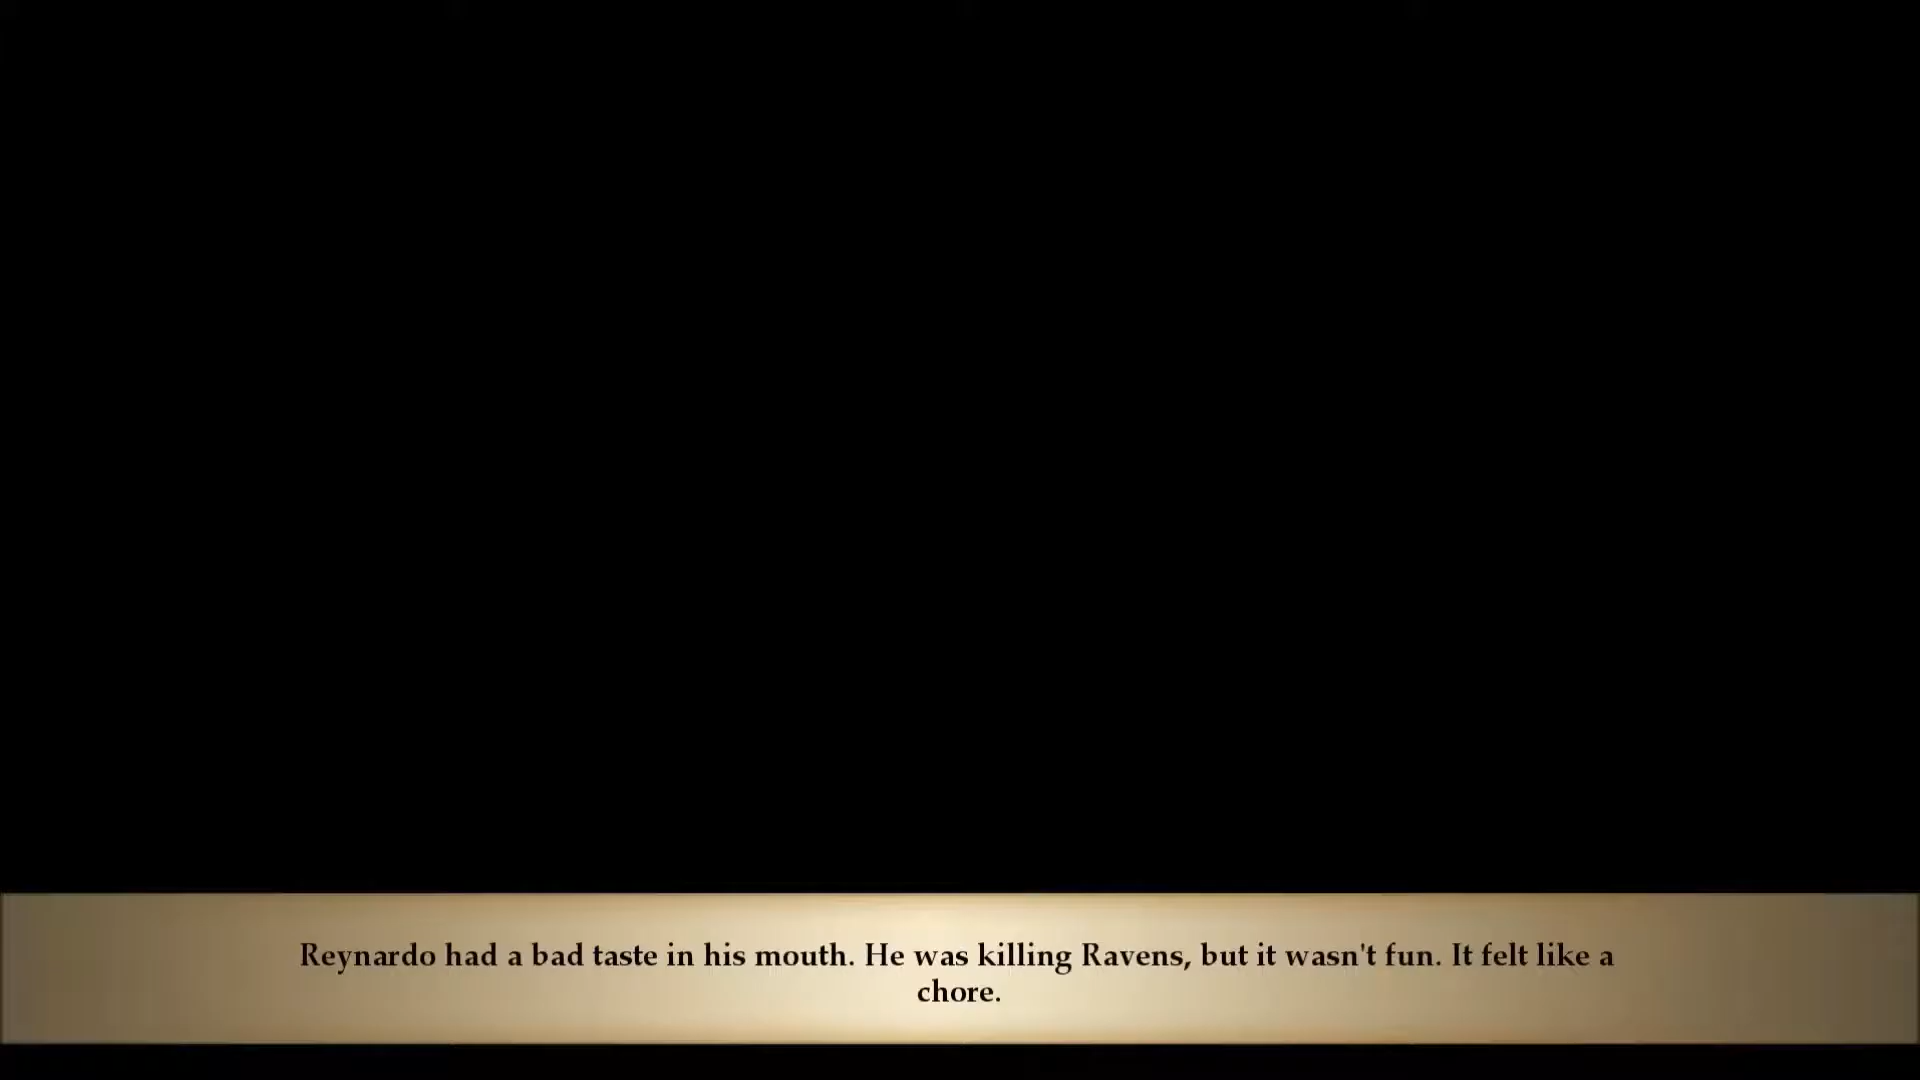 Reynardo had a bad taste in his mouth. He was killing Ravens, but it wasn't fun. It felt like a
chore.